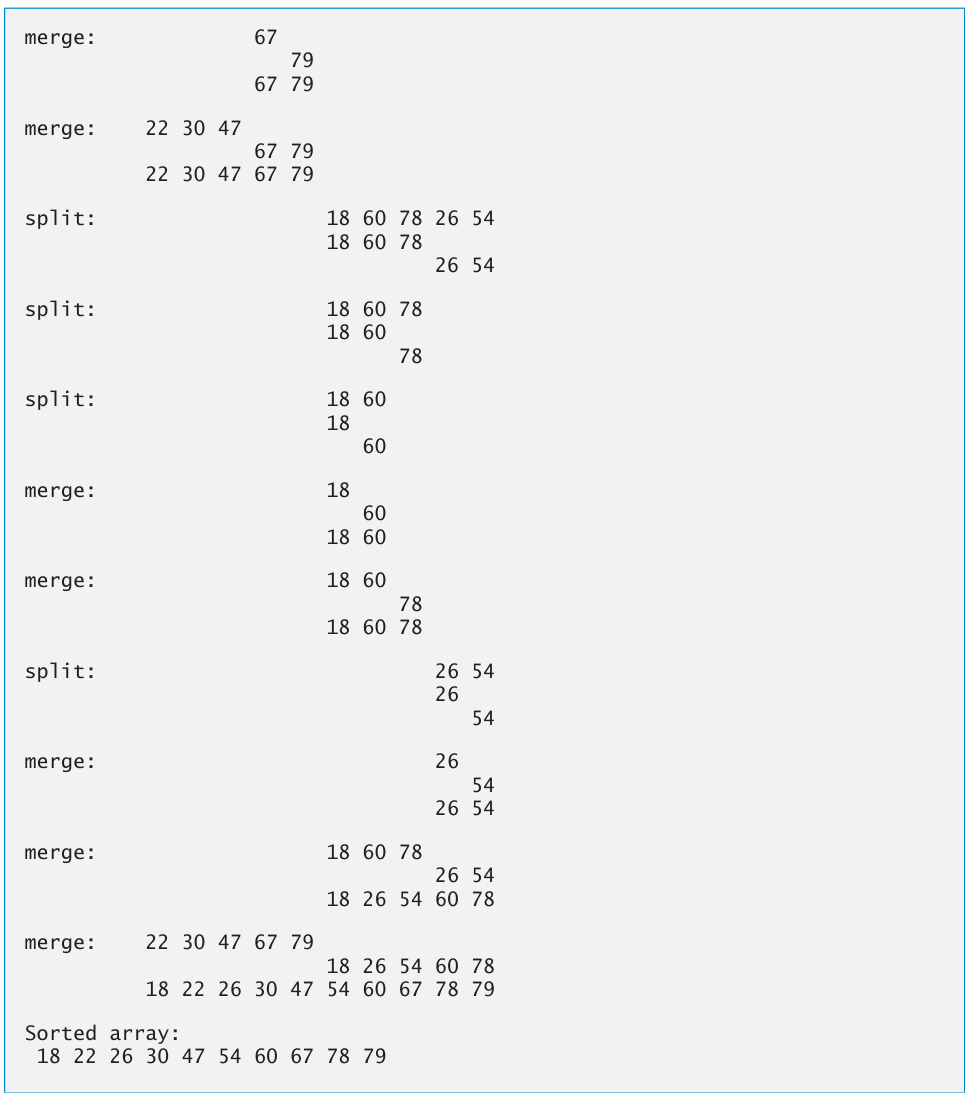 merge:             67
                      79
                   67 79
merge:    22 30 47
                   67 79
          22 30 47 67 79
split:                   18 60 78 26 54
                         18 60 78
                                  26 54
split:                   18 60 78
                         18 60
                               78
split:                   18 60
                         18
                            60
merge:                   18
                            60
                         18 60
merge:                   18 60
                               78
                         18 60 78
split:                            26 54
                                  26
                                     54
merge:                            26
                                     54
                                  26 54
merge:                   18 60 78
                                  26 54
                         18 26 54 60 78
merge:    22 30 47 67 79
                         18 26 54 60 78
          18 22 26 30 47 54 60 67 78 79
Sorted array:
 18 22 26 30 47 54 60 67 78 79